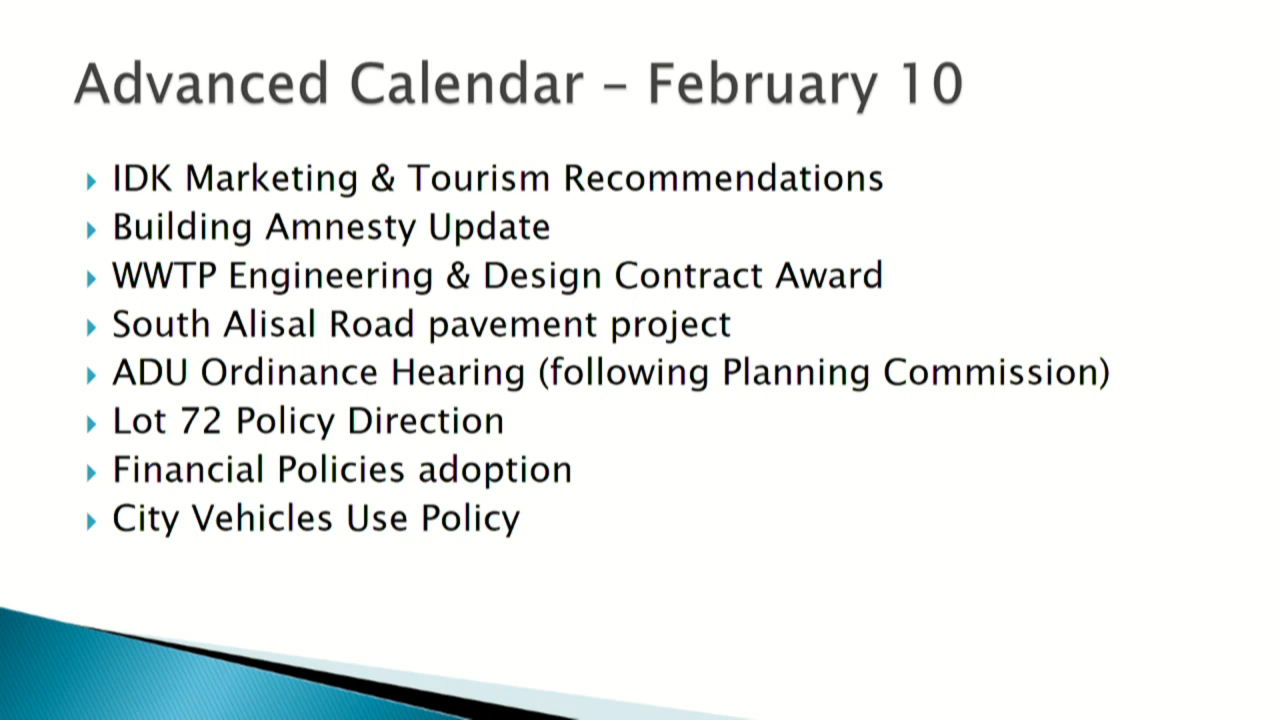 Advanced Calendar – February 10
IDK Marketing & Tourism Recommendations
Building Amnesty Update
WWTP Engineering & Design Contract Award
South Alisal Road pavement project
ADU Ordinance Hearing (following Planning Commission)
Lot 72 Policy Direction
Financial Policies adoption
City Vehicles Use Policy